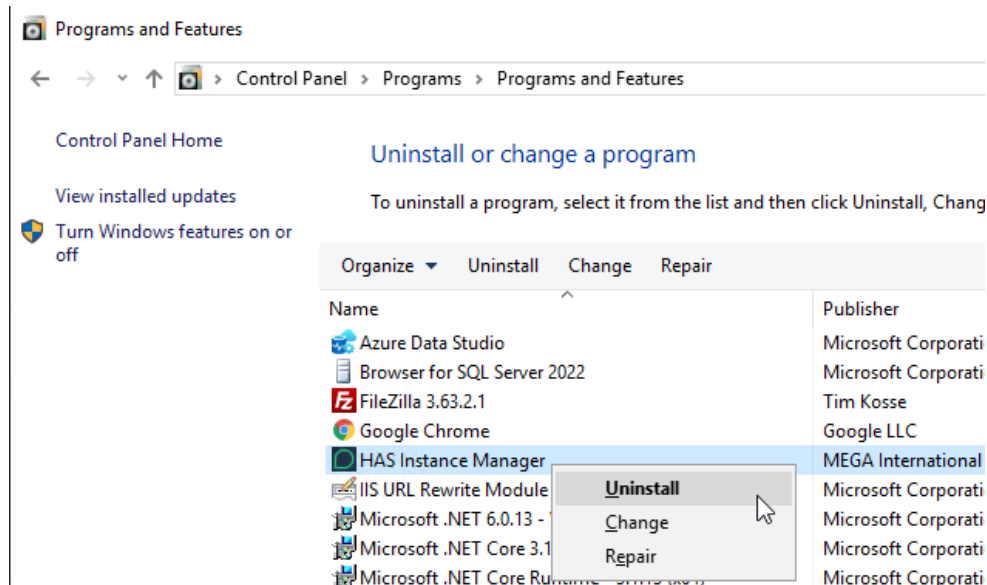 Programs and Features
Control Panel > Programs > Programs and Features
Control Panel Home
Uninstall or change a program
View installed updates
To uninstall a program, select it from the list and then click Uninstall, Chang
Turn Windows features on or
off
Organize Uninstall Change Repair
Name Publisher
Azure Data Studio Microsoft Corporati
Browser for SQL Server 2022 Microsoft Corporati
FileZilla 3.63.2.1 Tim Kosse
Google Chrome Google LLC
HAS Instance Manager MEGA International
IIS URL Rewrite Module Uninstall Microsoft Corporati
Microsoft .NET 6.0.13 - Change Microsoft Corporati
Microsoft .NET Core 3.1 Repair Microsoft Corporati
Microsoft .NET Core Microsoft Corporati